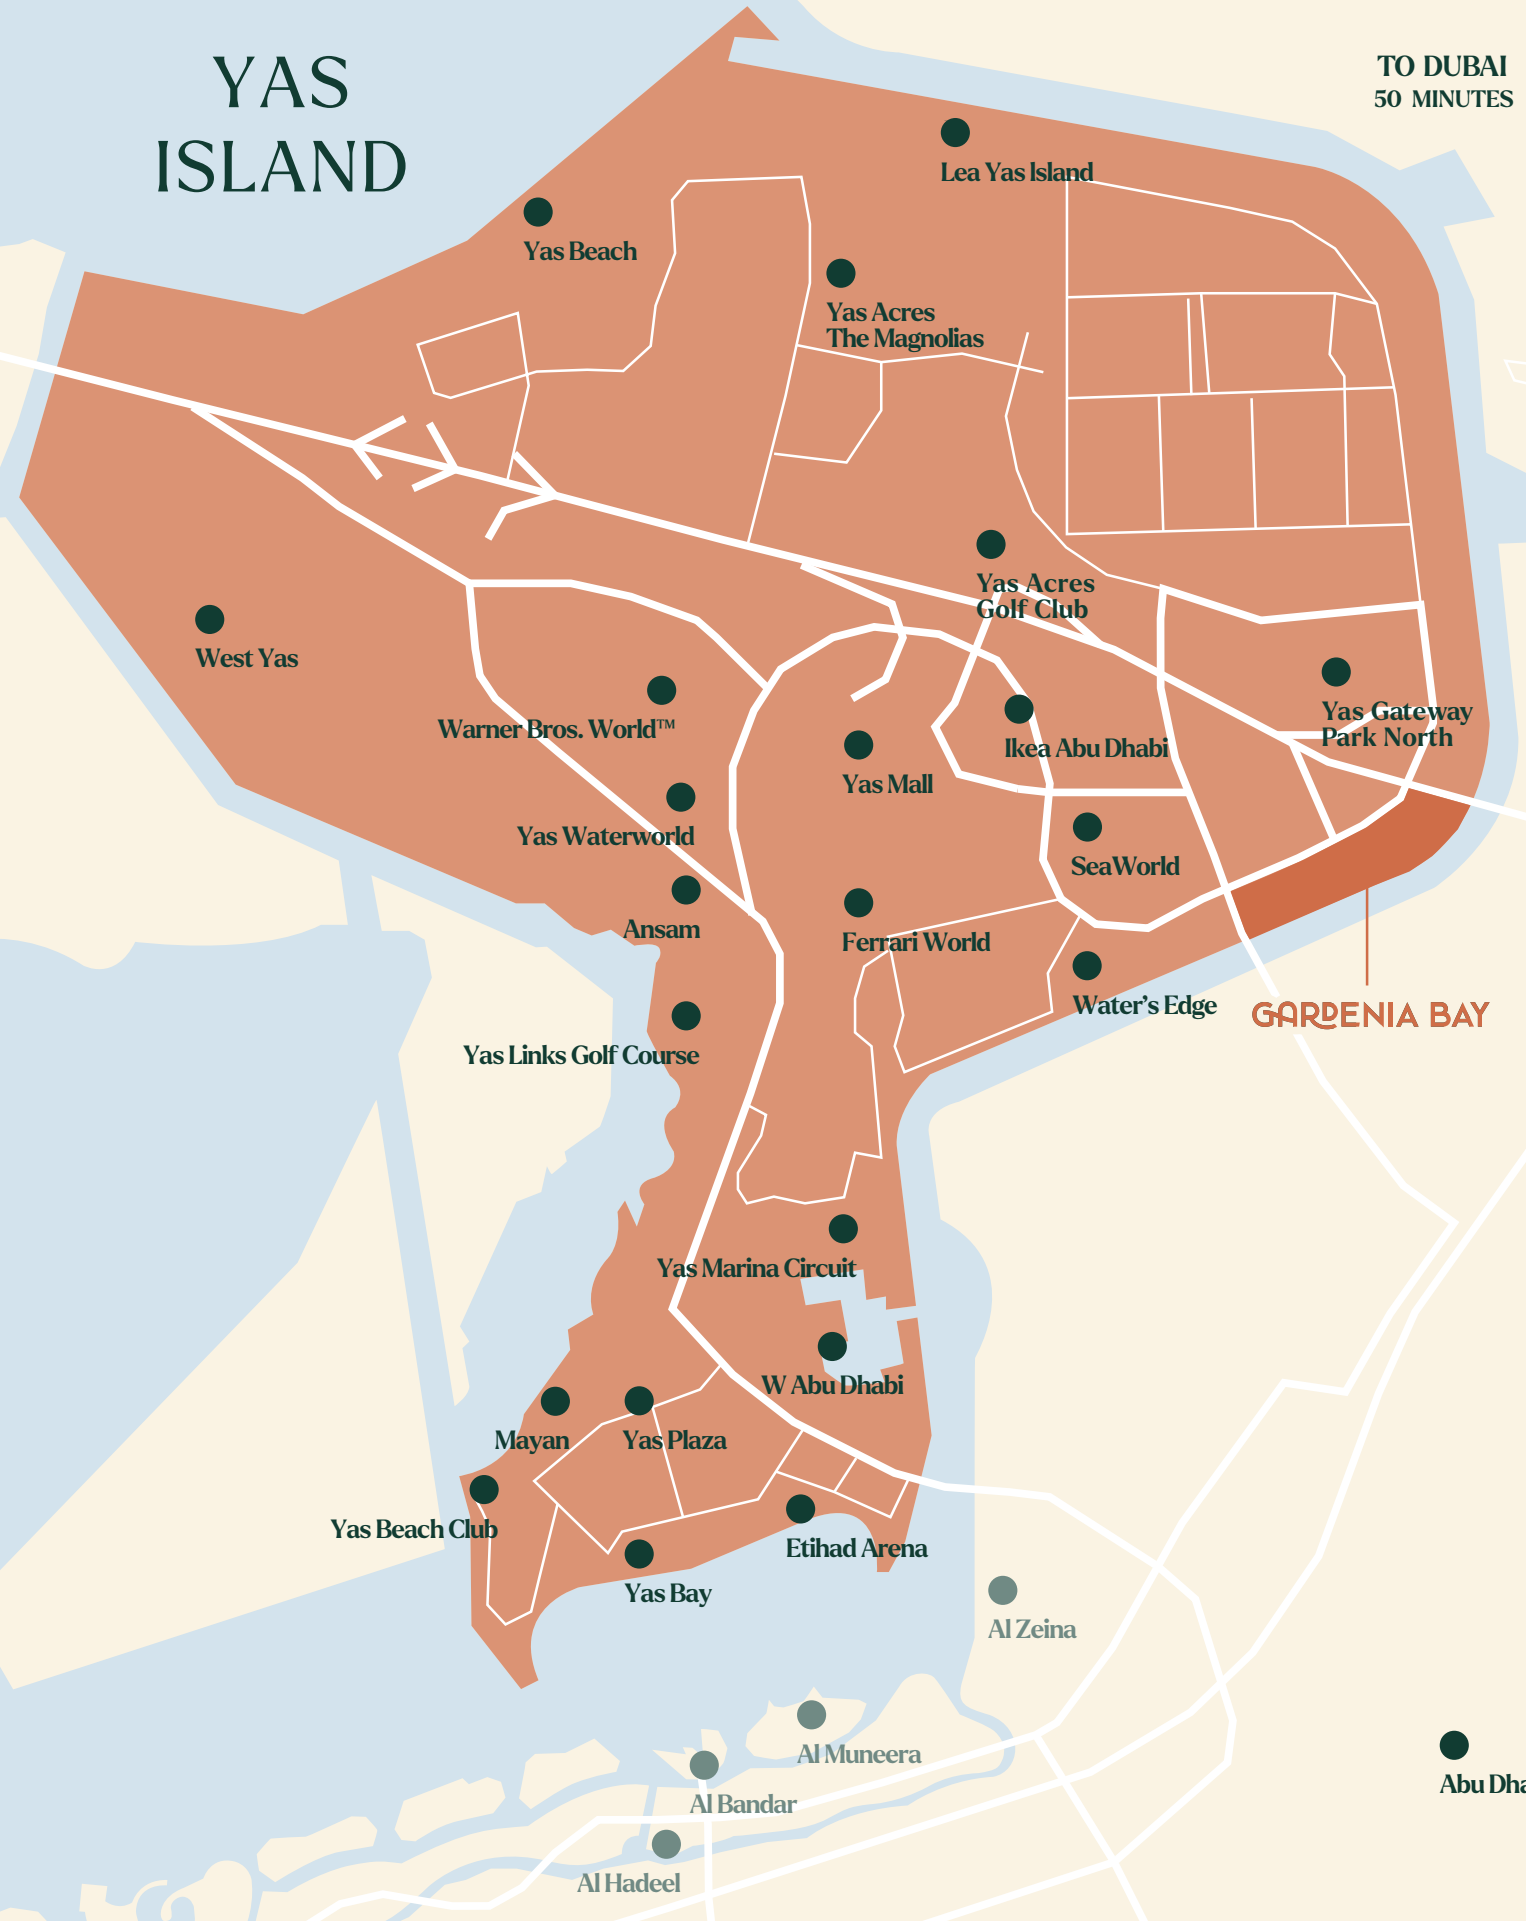 YAS
ISLAND
TO DUBAI
50 MINUTES
Lea Yas Island
Yas Beach
Yas Acres
The Magnolias
Yas Acres
Golf Club
West Yas
Warner Bros. World™
Ikea Abu Dhabi
Yas Gateway
Park North
Yas Mall
Yas Waterworld
SeaWorld
Ansam
Ferrari World
Water's Edge
GARDENIA BAY
Yas Links Golf Course
Yas Marina Circuit
W Abu Dhabi
Mayan
Yas Plaza
Yas Beach Club
Etihad Arena
Yas Bay
Al Zeina
Al Muneera
Abu Dha
Al Bandar
Al Hadeel